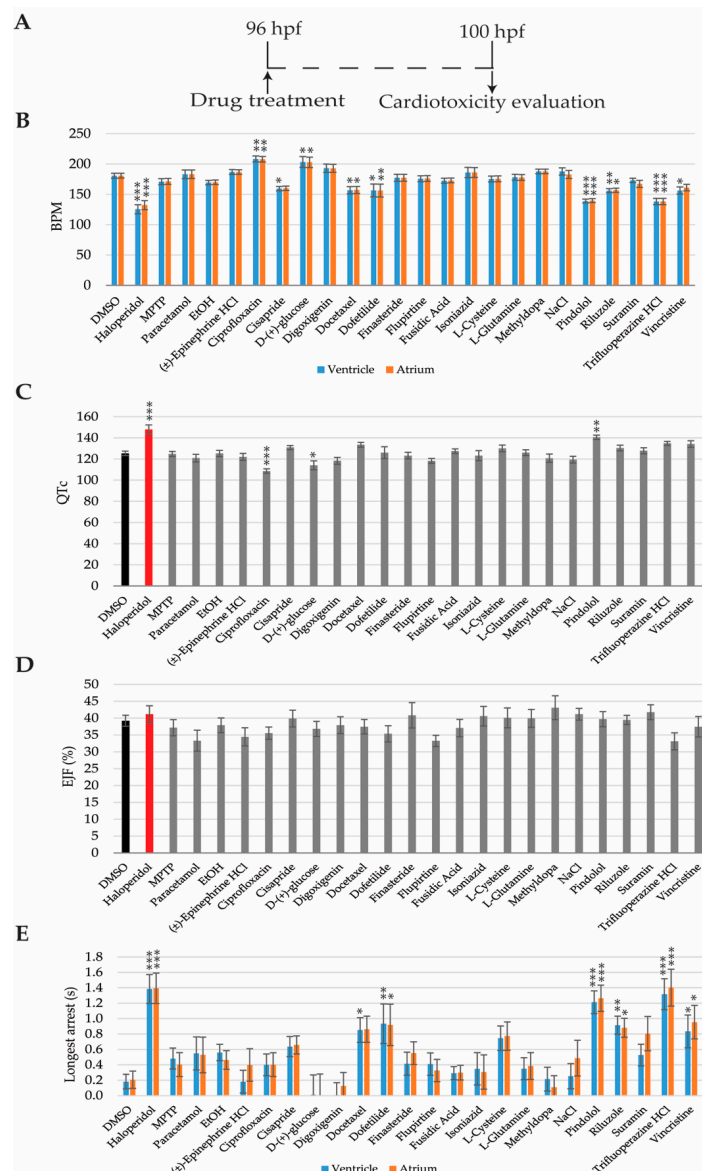 A
96 hpf
100 hpf
Drug treatment
Cardiotoxicity evaluation
B
250
200
150
100
50
0
BPM
** **
* *
*** ***
*
* *
* **
*** ***
** *
*** ***
*
DMSO
Haloperidol
MPTP
Paracetamol
EtOH
(±)-Epinephrine HCl
Ciprofloxacin
Cisapride
D-(+)-glucose
Digoxigenin
Docetaxel
Dofetilide
Finasteride
Flupirtine
Fusidic Acid
Isoniazid
L-Cysteine
L-Glutamine
Methyldopa
NaCl
Pindolol
Riluzole
Suramin
Trifluoperazine HCl
Vincristine
Ventricle
Atrium
C
160
140
120
100
80
60
40
20
0
QTc
***
***
*
**
DMSO
Haloperidol
MPTP
Paracetamol
EtOH
(±)-Epinephrine HCl
Ciprofloxacin
Cisapride
D-(+)-glucose
Digoxigenin
Docetaxel
Dofetilide
Finasteride
Flupirtine
Fusidic Acid
Isoniazid
L-Cysteine
L-Glutamine
Methyldopa
NaCl
Pindolol
Riluzole
Suramin
Trifluoperazine HCl
Vincristine
D
50
45
40
35
30
25
20
15
10
5
0
EJF (%)
DMSO
Haloperidol
MPTP
Paracetamol
EtOH
(±)-Epinephrine HCl
Ciprofloxacin
Cisapride
D-(+)-glucose
Digoxigenin
Docetaxel
Dofetilide
Finasteride
Flupirtine
Fusidic Acid
Isoniazid
L-Cysteine
L-Glutamine
Methyldopa
NaCl
Pindolol
Riluzole
Suramin
Trifluoperazine HCl
Vincristine
E
1.8
1.6
1.4
1.2
1.0
0.8
0.6
0.4
0.2
0.0
Longest arrest (s)
*** ***
*
** *
*** ***
** *
*** ***
* *
DMSO
Haloperidol
MPTP
Paracetamol
EtOH
(±)-Epinephrine HCl
Ciprofloxacin
Cisapride
D-(+)-glucose
Digoxigenin
Docetaxel
Dofetilide
Finasteride
Flupirtine
Fusidic Acid
Isoniazid
L-Cysteine
L-Glutamine
Methyldopa
NaCl
Pindolol
Riluzole
Suramin
Trifluoperazine HCl
Vincristine
Ventricle
Atrium